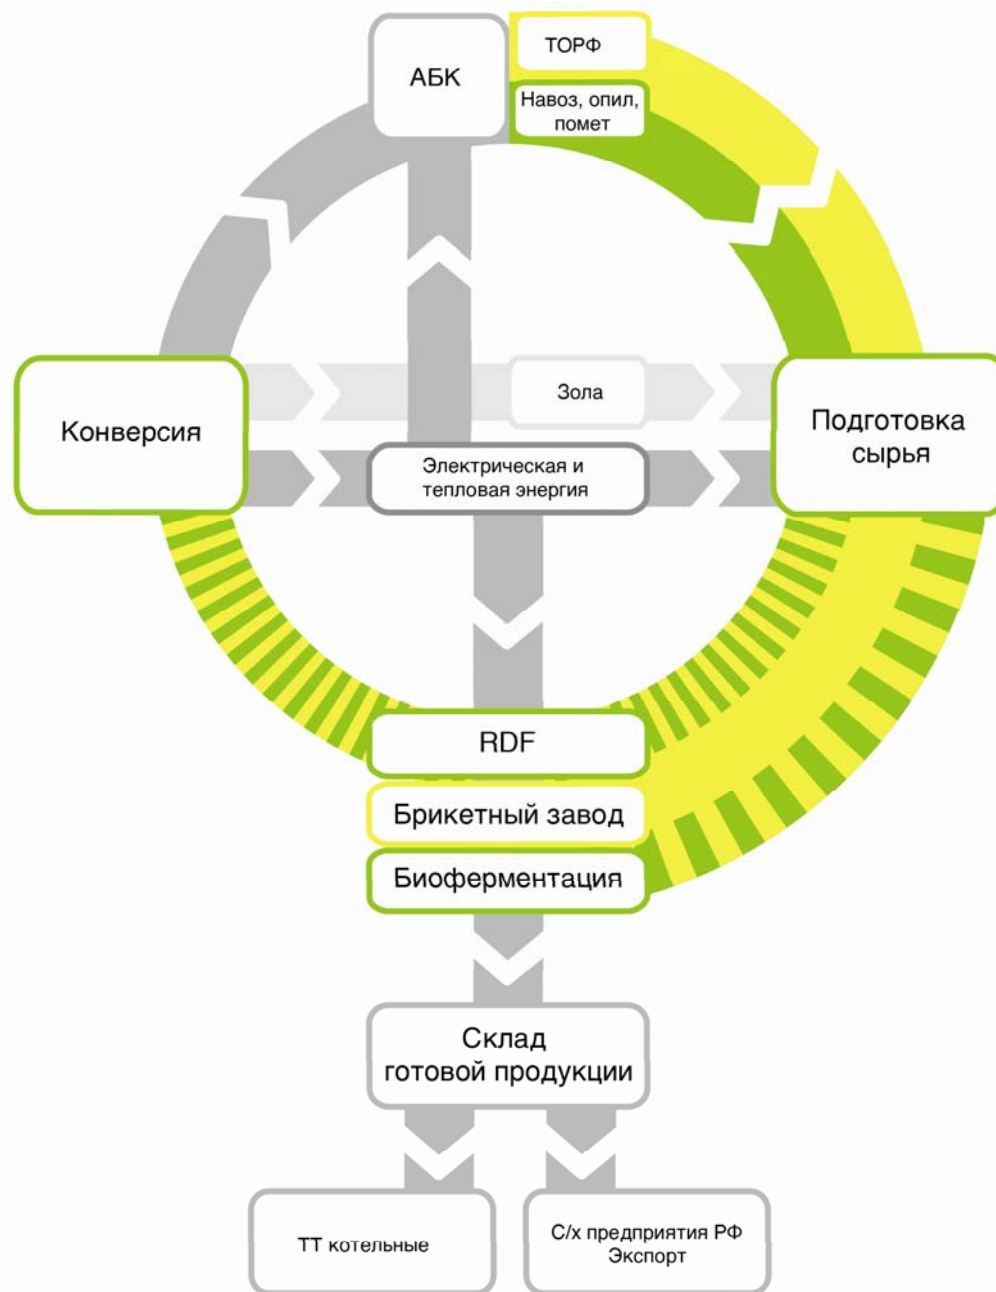 АБК
ТОРФ
Навоз, опил,
помет
Конверсия
Зола
Подготовка
сырья
Электрическая и
тепловая энергия
RDF
Брикетный завод
Биоферментация
Склад
готовой продукции
ТТ котельные
С/х предприятия РФ
Экспорт